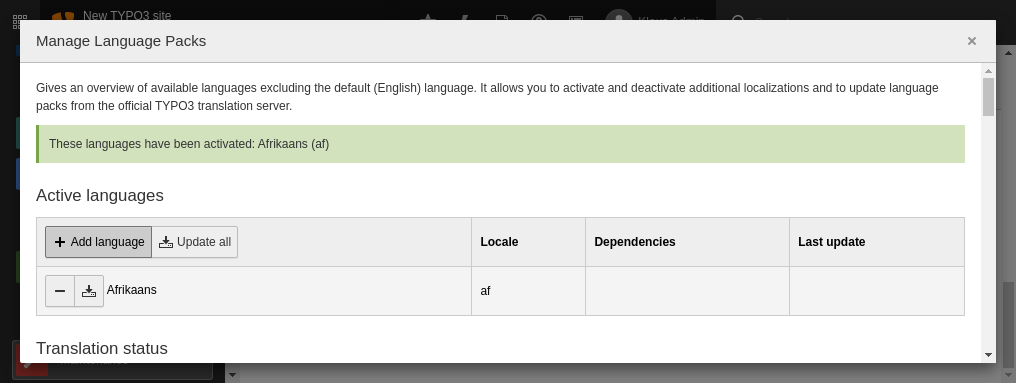 New TYPO3 site
Manage Language Packs
×
Gives an overview of available languages excluding the default (English) language. It allows you to activate and deactivate additional localizations and to update language
packs from the official TYPO3 translation server.
These languages have been activated: Afrikaans (af)
Active languages
Add language Update all Locale Dependencies Last update
Afrikaans af
Translation status